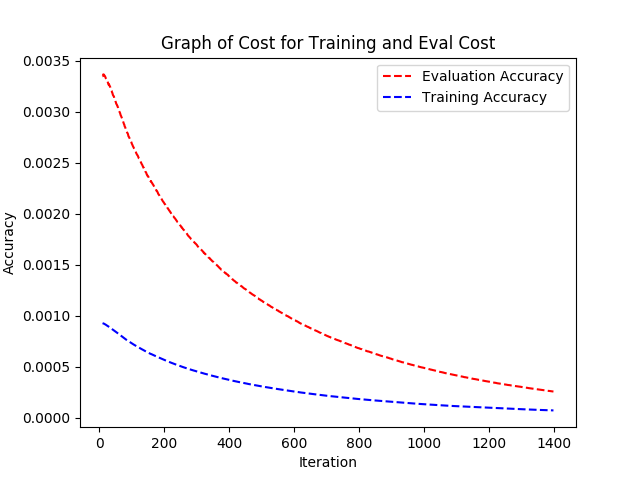 Graph of Cost for Training and Eval Cost
Evaluation Accuracy
Training Accuracy
Accuracy
0.0035
0.0030
0.0025
0.0020
0.0015
0.0010
0.0005
0.0000
0 200 400 600 800 1000 1200 1400
Iteration